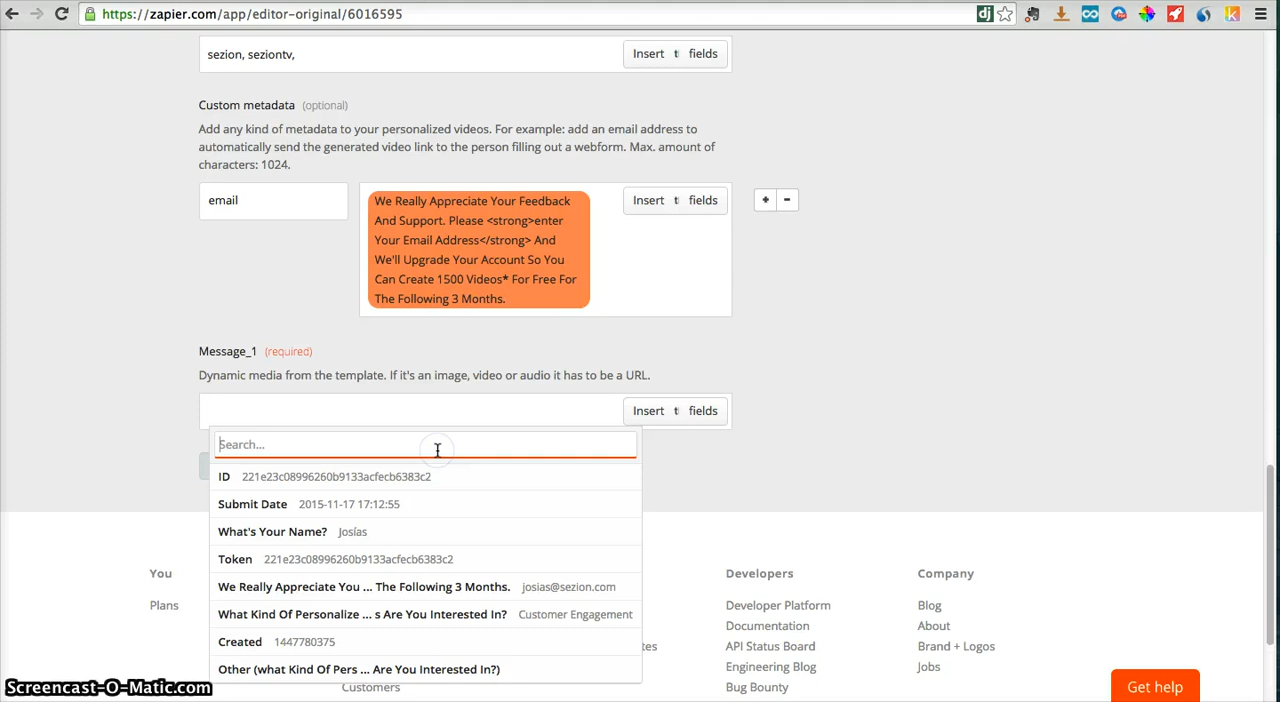 https://zapier.com/app/editor-original/6016595
sezion, seziontv,
Insert t fields
Custom metadata (optional)
Add any kind of metadata to your personalized videos. For example: add an email address to
automatically send the generated video link to the person filling out a webform. Max. amount of
characters: 1024.
email
We Really Appreciate Your Feedback
And Support. Please <strong>enter
Your Email Address</strong> And
We'll Upgrade Your Account So You
Can Create 1500 Videos* For Free For
The Following 3 Months.
Insert t fields
+ -
Message_1 (required)
Dynamic media from the template. If it's an image, video or audio it has to be a URL.
Insert t fields
Search...
ID 221e23c08996260b9133acfecb6383c2
Submit Date 2015-11-17 17:12:55
What's Your Name? Josías
Token 221e23c08996260b9133acfecb6383c2
We Really Appreciate You ... The Following 3 Months. josias@sezion.com
What Kind Of Personalize ... s Are You Interested In? Customer Engagement
Created 1447780375
Other (what Kind Of Pers ... Are You Interested In?)
You
Plans
Customers
tes
Developers
Developer Platform
Documentation
API Status Board
Engineering Blog
Bug Bounty
Company
Blog
About
Brand + Logos
Jobs
Get help
Screencast-O-Matic.com